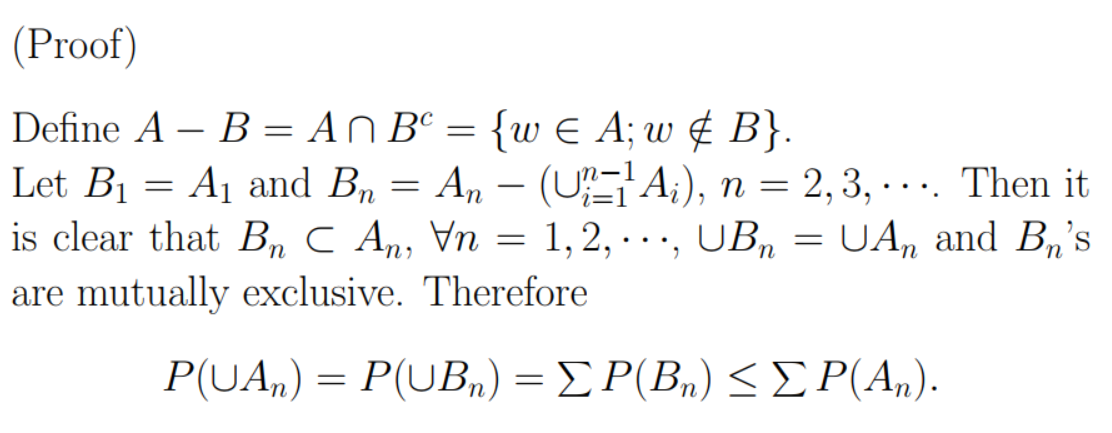 (Proof)
Define A − B = A ∩ Bᶜ = {w ∈ A; w ∉ B}.
Let B₁ = A₁ and Bₙ = Aₙ − (∪ᵢ₌₁ⁿ⁻¹ Aᵢ), n = 2, 3, ⋯. Then it
is clear that Bₙ ⊂ Aₙ, ∀n = 1, 2, ⋯, ∪Bₙ = ∪Aₙ and Bₙ's
are mutually exclusive. Therefore
P(∪Aₙ) = P(∪Bₙ) = ∑ P(Bₙ) ≤ ∑ P(Aₙ).